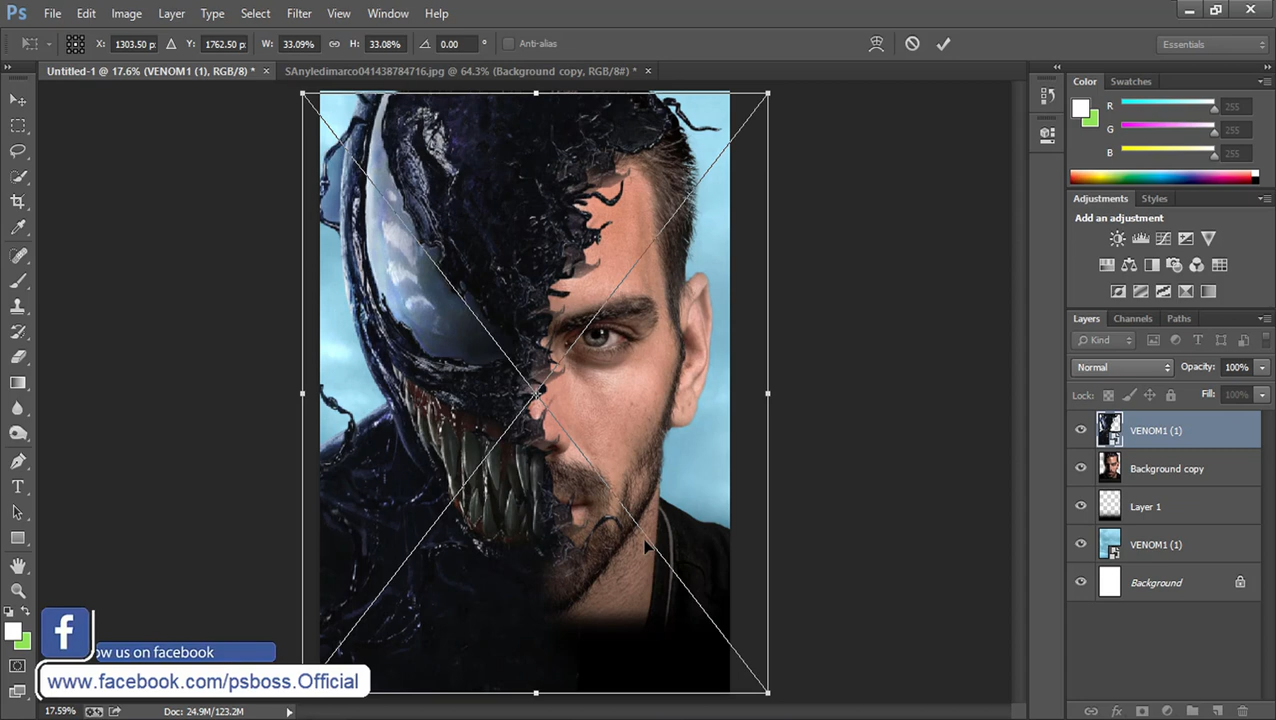 Ps File Edit Image Layer Type Select Filter View Window Help
X: 1303.50 p: Y: 1762.50 p: W: 33.09% H: 33.08% 0.00 ° Anti-alias Essentials
Untitled-1 @ 17.6% (VENOM1 (1), RGB/8) * × SAnyledimarco041438784716.jpg @ 64.3% (Background copy, RGB/8#) * ×
Color Swatches
R 255
G 255
B 255
Adjustments Styles
Add an adjustment
Layers Channels Paths
Kind
Normal Opacity: 100%
Lock: Fill: 100%
VENOM1 (1)
Background copy
Layer 1
VENOM1 (1)
Background
f
ow us on facebook
www.facebook.com/psboss.Official
17.59% Doc: 24.9M/123.2M